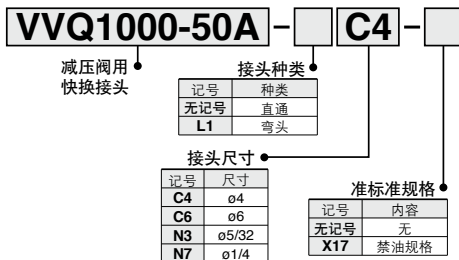 VVQ1000-50A - C4 -
减压阀用
快换接头
接头种类
记号 种类
无记号 直通
L1 弯头
接头尺寸
记号 尺寸
C4 ø4
C6 ø6
N3 ø5/32
N7 ø1/4
准标准规格
记号 内容
无记号 无
X17 禁油规格